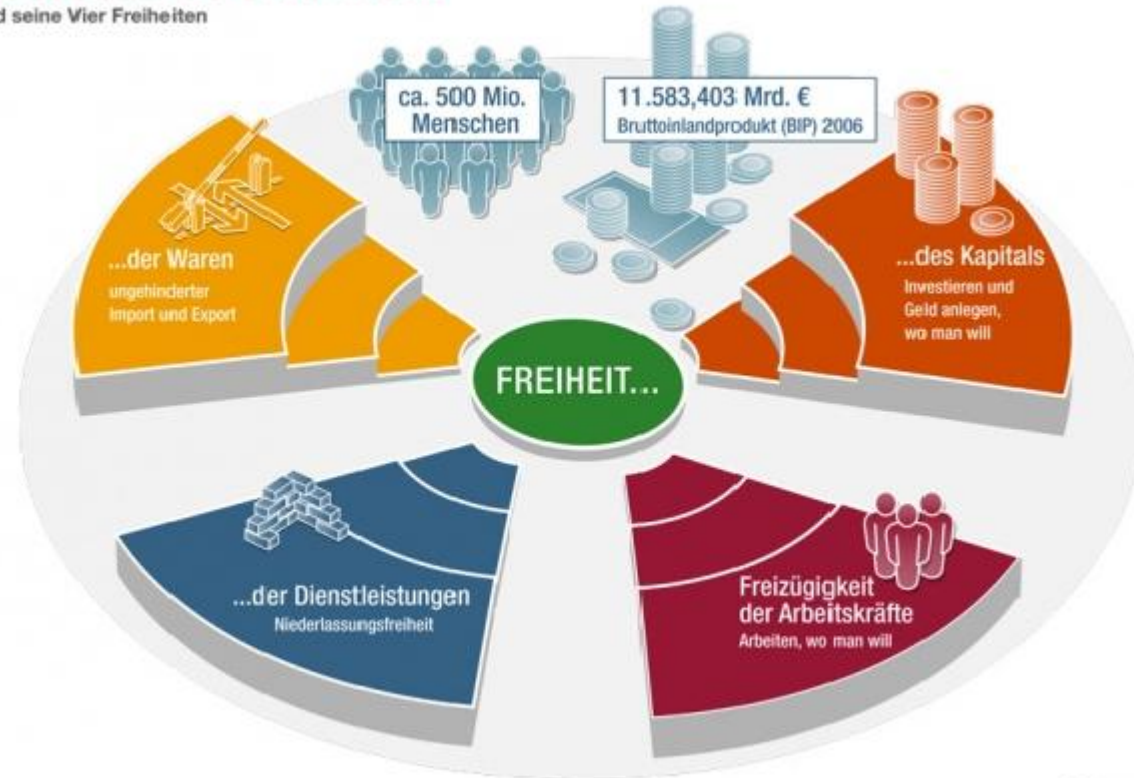 seine Vier Freiheiten
ca. 500 Mio.
Menschen
11.583,403 Mrd. €
Bruttoinlandprodukt (BIP) 2006
...der Waren
ungehinderter
Import und Export
...des Kapitals
Investieren und
Geld anlegen,
wo man will
FREIHEIT...
...der Dienstleistungen
Niederlassungsfreiheit
Freizügigkeit
der Arbeitskräfte
Arbeiten, wo man will